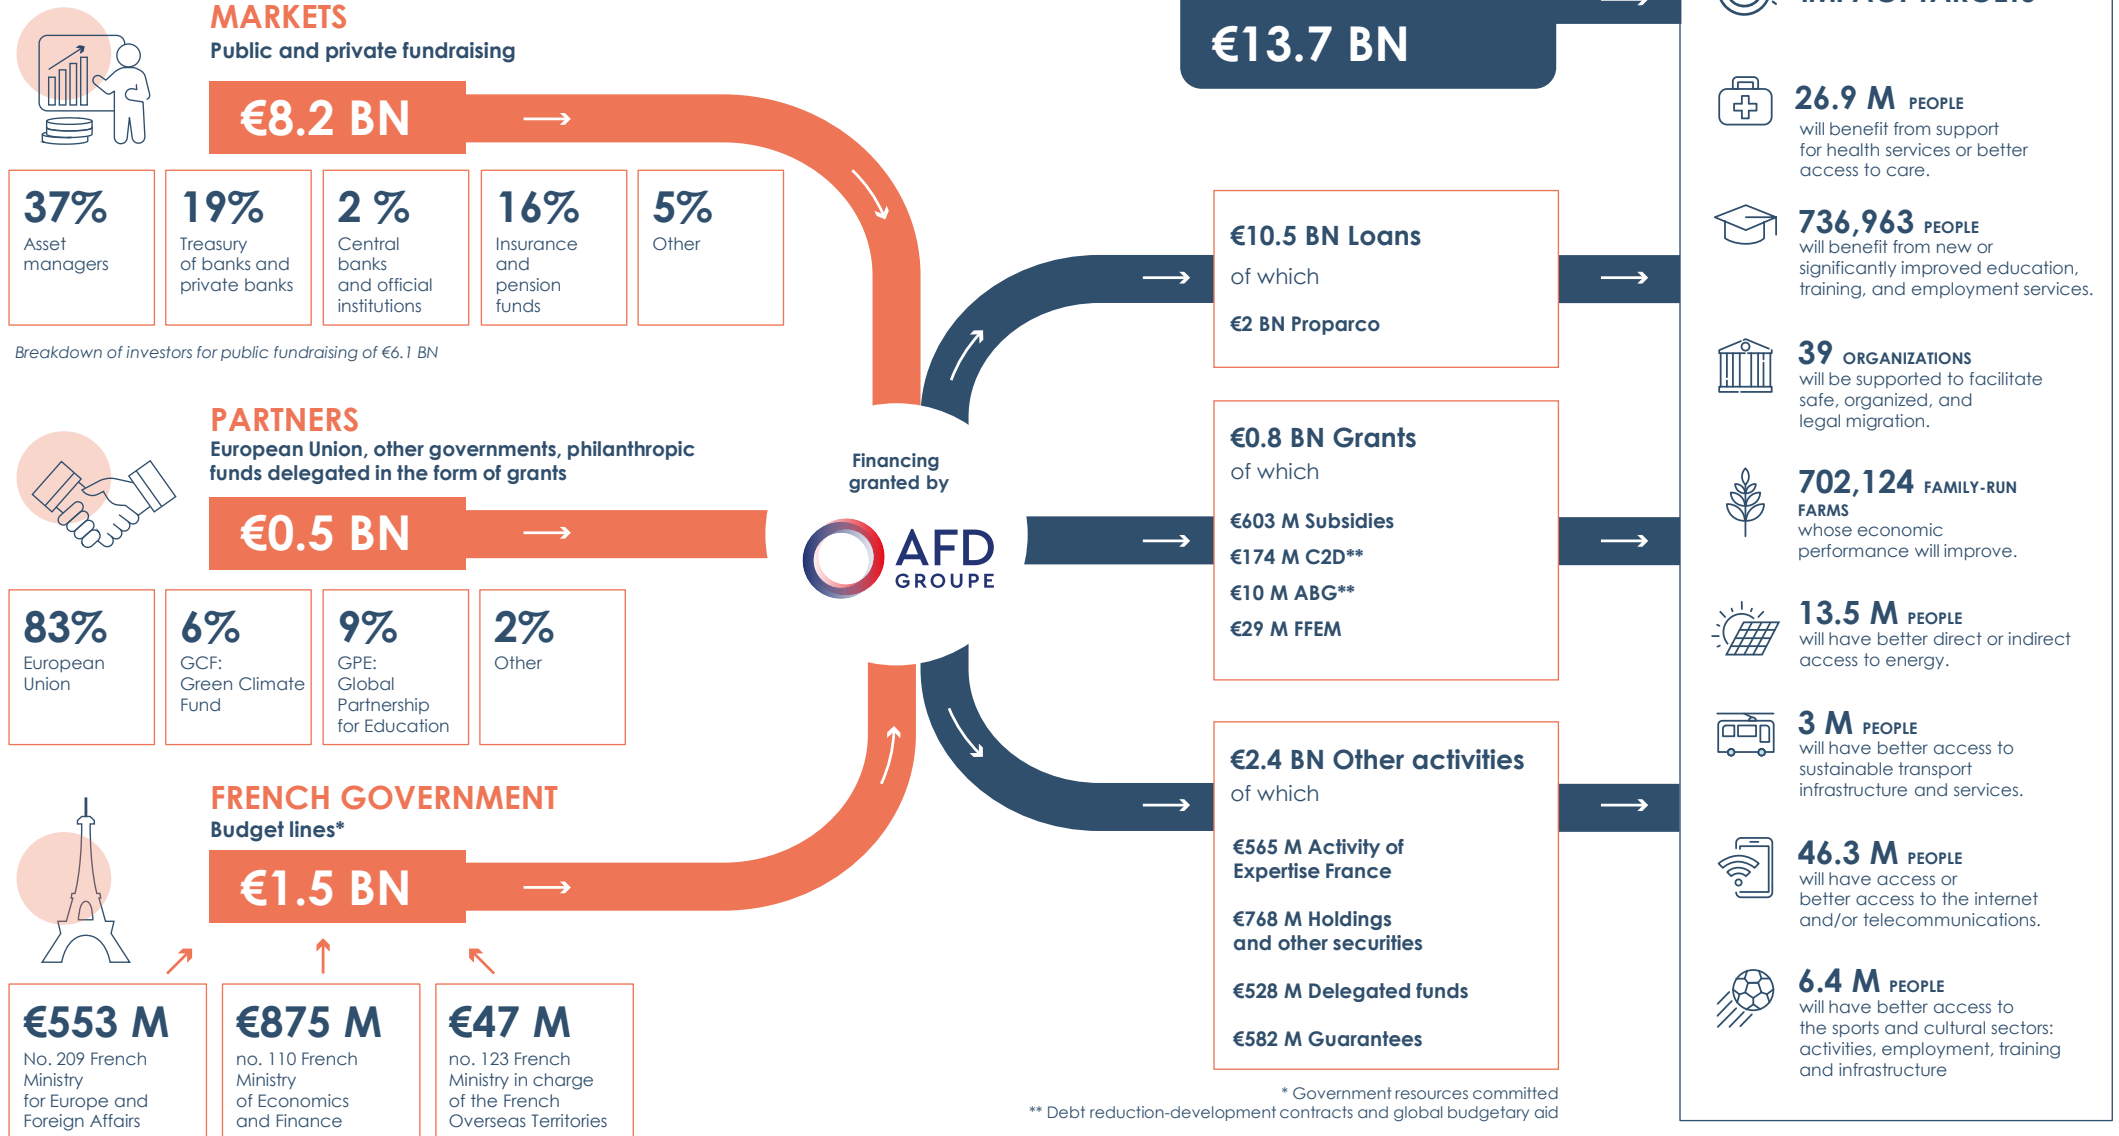 MARKETS
Public and private fundraising
€8.2 BN
37%
Asset
managers
19%
Treasury
of banks and
private banks
2 %
Central
banks
and official
institutions
16%
Insurance
and
pension
funds
5%
Other
Breakdown of investors for public fundraising of €6.1 BN
PARTNERS
European Union, other governments, philanthropic
funds delegated in the form of grants
€0.5 BN
83%
European
Union
6%
GCF:
Green Climate
Fund
9%
GPE:
Global
Partnership
for Education
2%
Other
FRENCH GOVERNMENT
Budget lines*
€1.5 BN
€553 M
No. 209 French
Ministry
for Europe and
Foreign Affairs
€875 M
no. 110 French
Ministry
of Economics
and Finance
€47 M
no. 123 French
Ministry in charge
of the French
Overseas Territories
Financing
granted by
AFD
GROUPE
€13.7 BN
€10.5 BN Loans
of which
€2 BN Proparco
€0.8 BN Grants
of which
€603 M Subsidies
€174 M C2D**
€10 M ABG**
€29 M FFEM
€2.4 BN Other activities
of which
€565 M Activity of
Expertise France
€768 M Holdings
and other securities
€528 M Delegated funds
€582 M Guarantees
* Government resources committed
** Debt reduction-development contracts and global budgetary aid
IMPACT TARGETS
26.9 M PEOPLE
will benefit from support
for health services or better
access to care.
736,963 PEOPLE
will benefit from new or
significantly improved education,
training, and employment services.
39 ORGANIZATIONS
will be supported to facilitate
safe, organized, and
legal migration.
702,124 FAMILY-RUN
FARMS
whose economic
performance will improve.
13.5 M PEOPLE
will have better direct or indirect
access to energy.
3 M PEOPLE
will have better access to
sustainable transport
infrastructure and services.
46.3 M PEOPLE
will have access or
better access to the internet
and/or telecommunications.
6.4 M PEOPLE
will have better access to
the sports and cultural sectors:
activities, employment, training
and infrastructure